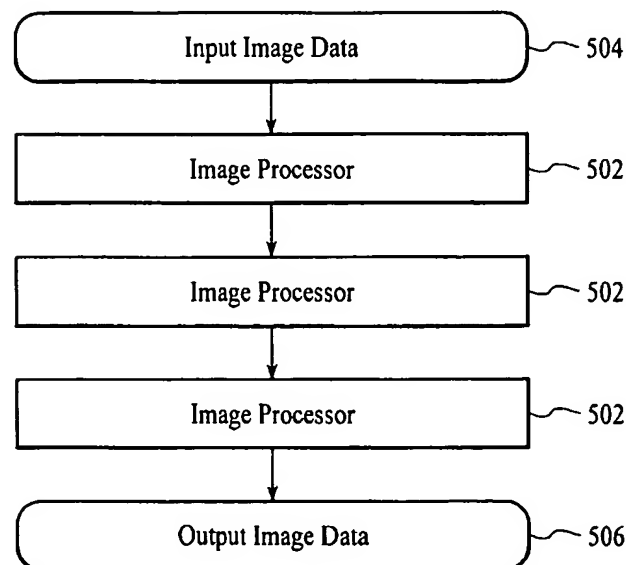 Input Image Data 504
Image Processor 502
Image Processor 502
Image Processor 502
Output Image Data 506